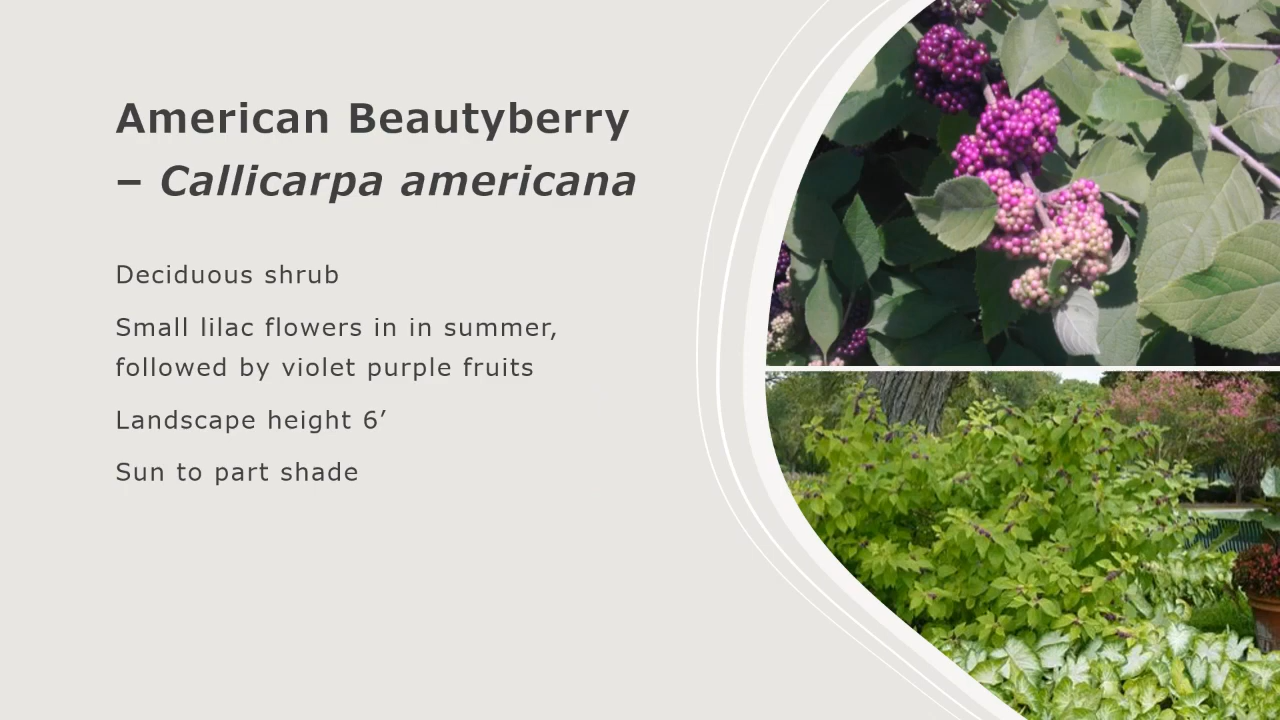 American Beautyberry
– Callicarpa americana
Deciduous shrub
Small lilac flowers in in summer,
followed by violet purple fruits
Landscape height 6’
Sun to part shade